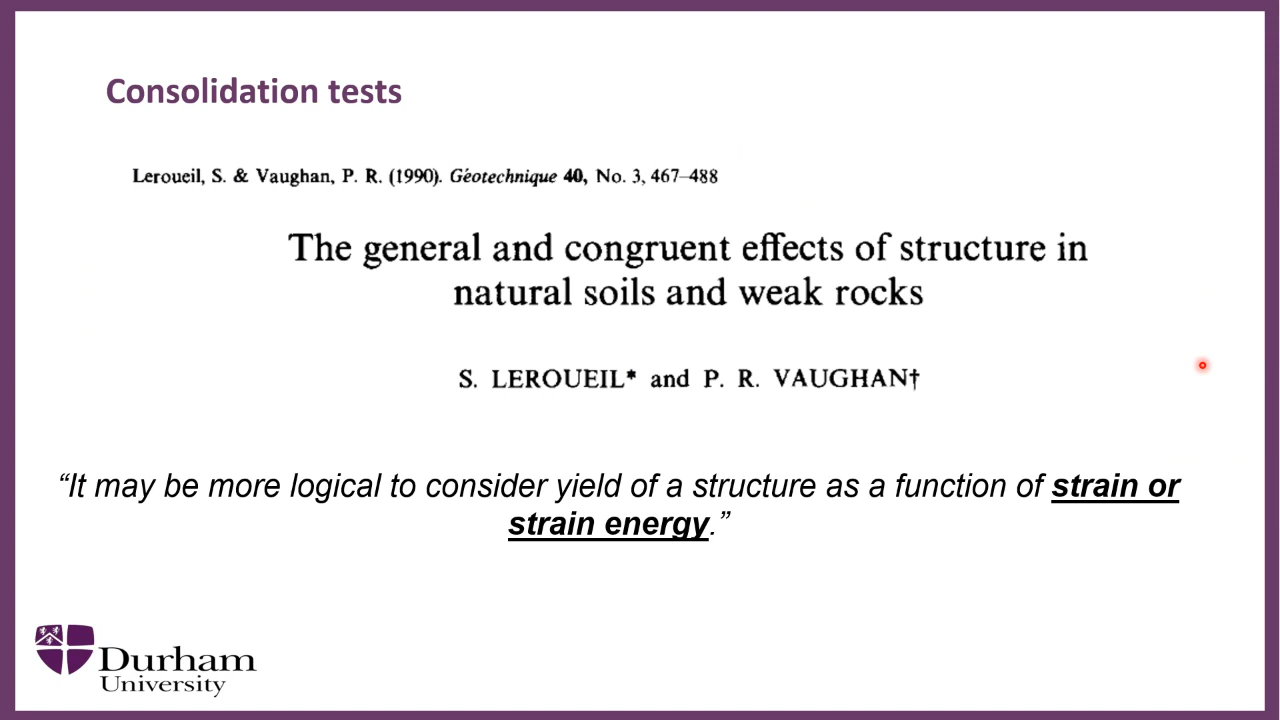 Consolidation tests
Leroueil, S. & Vaughan, P. R. (1990). Géotechnique 40, No. 3, 467–488
The general and congruent effects of structure in
natural soils and weak rocks
S. LEROUEIL* and P. R. VAUGHAN†
“It may be more logical to consider yield of a structure as a function of strain or
strain energy.”
Durham
University